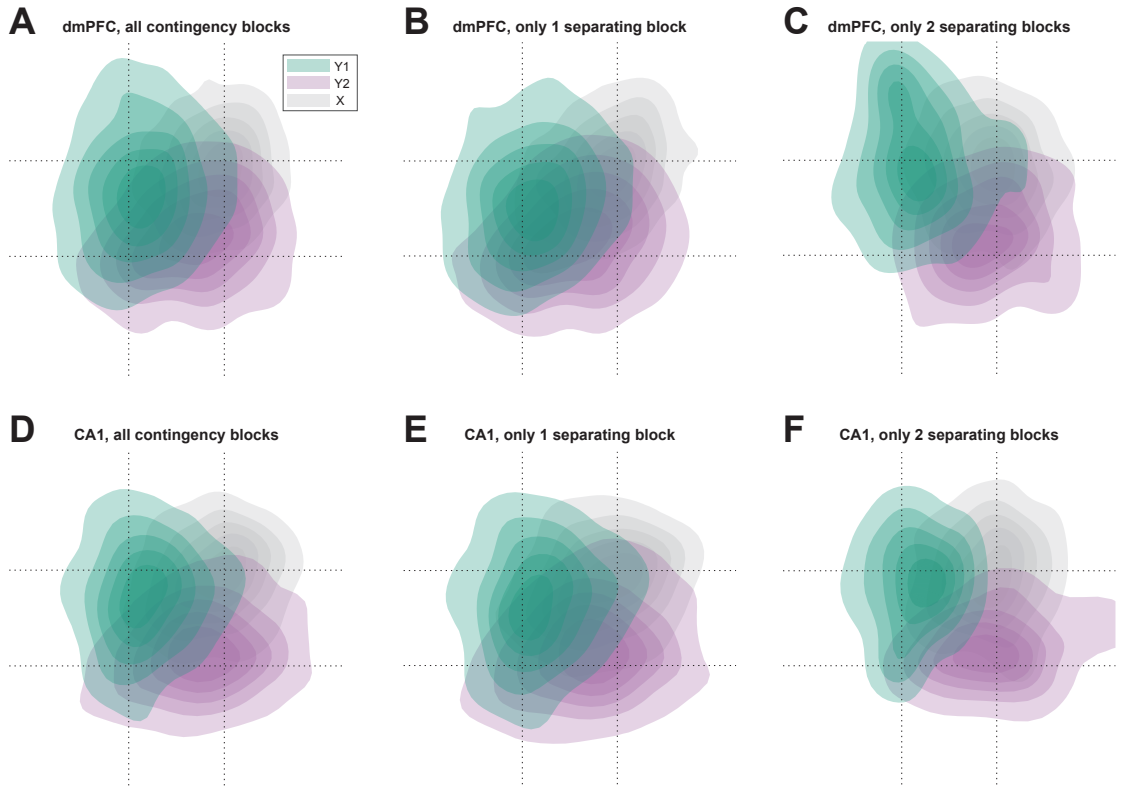 A
dmPFC, all contingency blocks
Y1
Y2
X
B
dmPFC, only 1 separating block
C
dmPFC, only 2 separating blocks
D
CA1, all contingency blocks
E
CA1, only 1 separating block
F
CA1, only 2 separating blocks